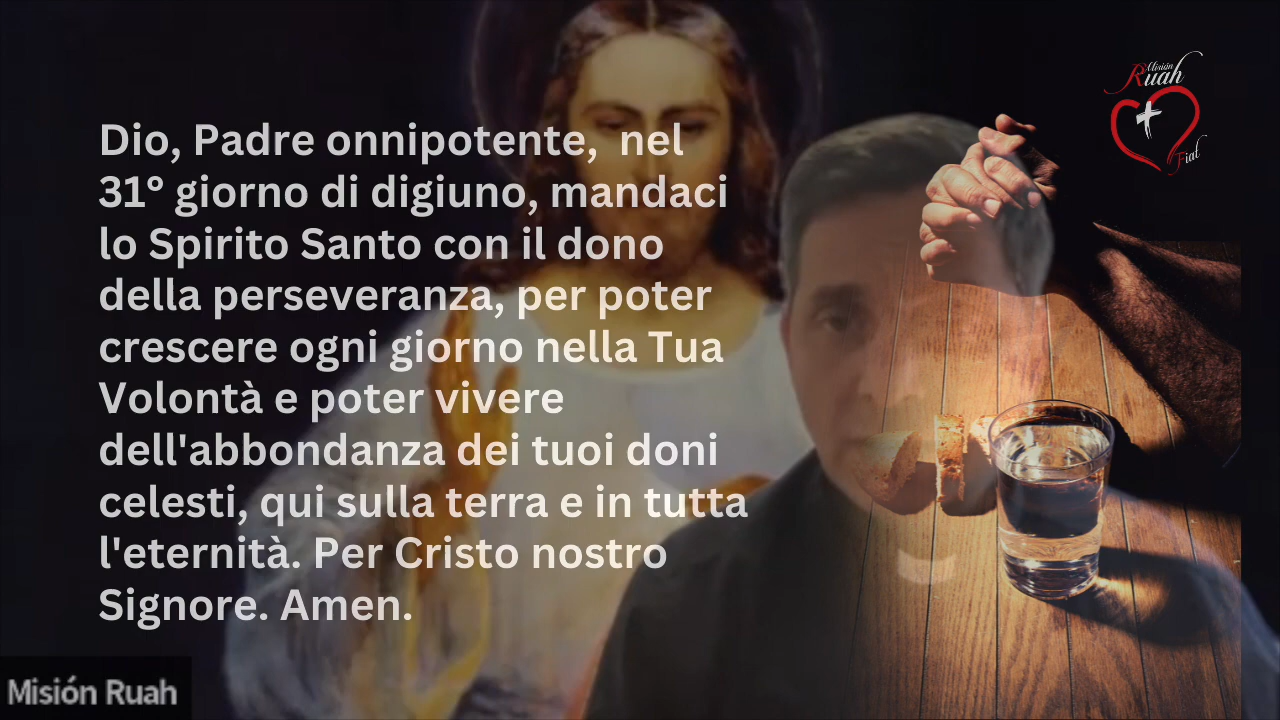 Misión
Ruah
Fiat
Dio, Padre onnipotente,  nel
31° giorno di digiuno, mandaci
lo Spirito Santo con il dono
della perseveranza, per poter
crescere ogni giorno nella Tua
Volontà e poter vivere
dell'abbondanza dei tuoi doni
celesti, qui sulla terra e in tutta
l'eternità. Per Cristo nostro
Signore. Amen.
Misión Ruah